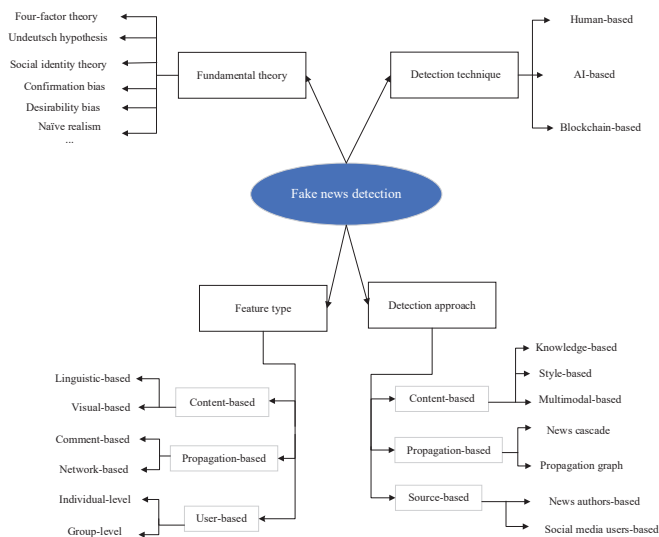 Four-factor theory
Undeutsch hypothesis
Social identity theory
Confirmation bias
Desirability bias
Naïve realism
...
Fundamental theory
Detection technique
Human-based
AI-based
Blockchain-based
Fake news detection
Feature type
Detection approach
Linguistic-based
Visual-based
Content-based
Comment-based
Network-based
Propagation-based
Individual-level
Group-level
User-based
Content-based
Knowledge-based
Style-based
Multimodal-based
Propagation-based
News cascade
Propagation graph
Source-based
News authors-based
Social media users-based